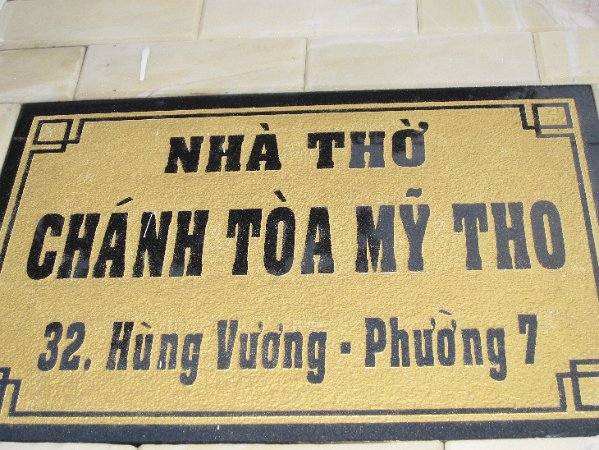 NHÀ THỜ
CHÁNH TÒA MỸ THO
32. Hùng Vương - Phường 7